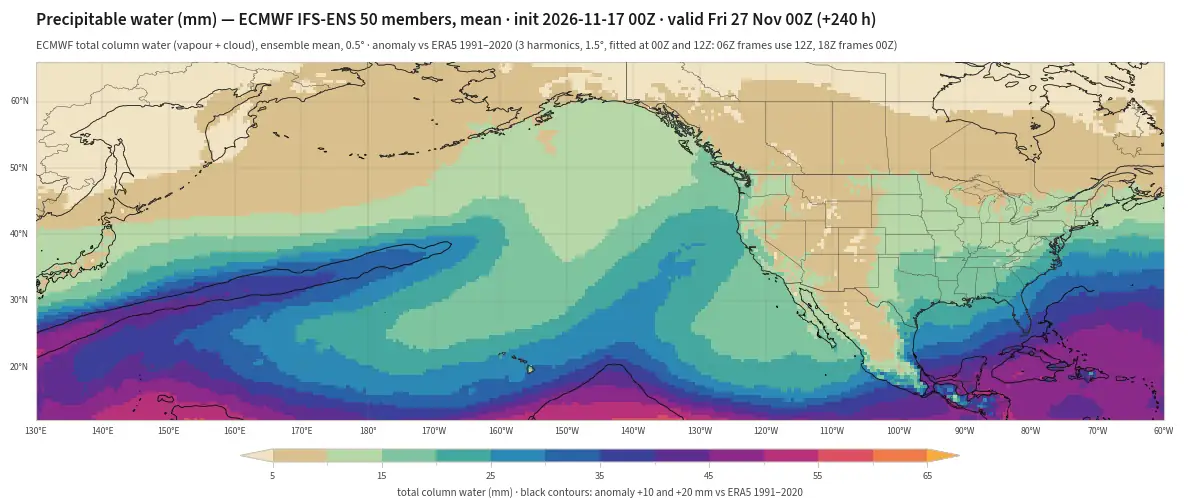 Precipitable water (mm) — ECMWF IFS-ENS 50 members, mean · init 2026-11-17 00Z · valid Fri 27 Nov 00Z (+240 h)
ECMWF total column water (vapour + cloud), ensemble mean, 0.5° · anomaly vs ERA5 1991–2020 (3 harmonics, 1.5°, fitted at 00Z and 12Z: 06Z frames use 12Z, 18Z frames 00Z)
60°N
50°N
40°N
30°N
20°N
130°E 140°E 150°E 160°E 170°E 180° 170°W 160°W 150°W 140°W 130°W 120°W 110°W 100°W 90°W 80°W 70°W 60°W
5 15 25 35 45 55 65
total column water (mm) · black contours: anomaly +10 and +20 mm vs ERA5 1991–2020